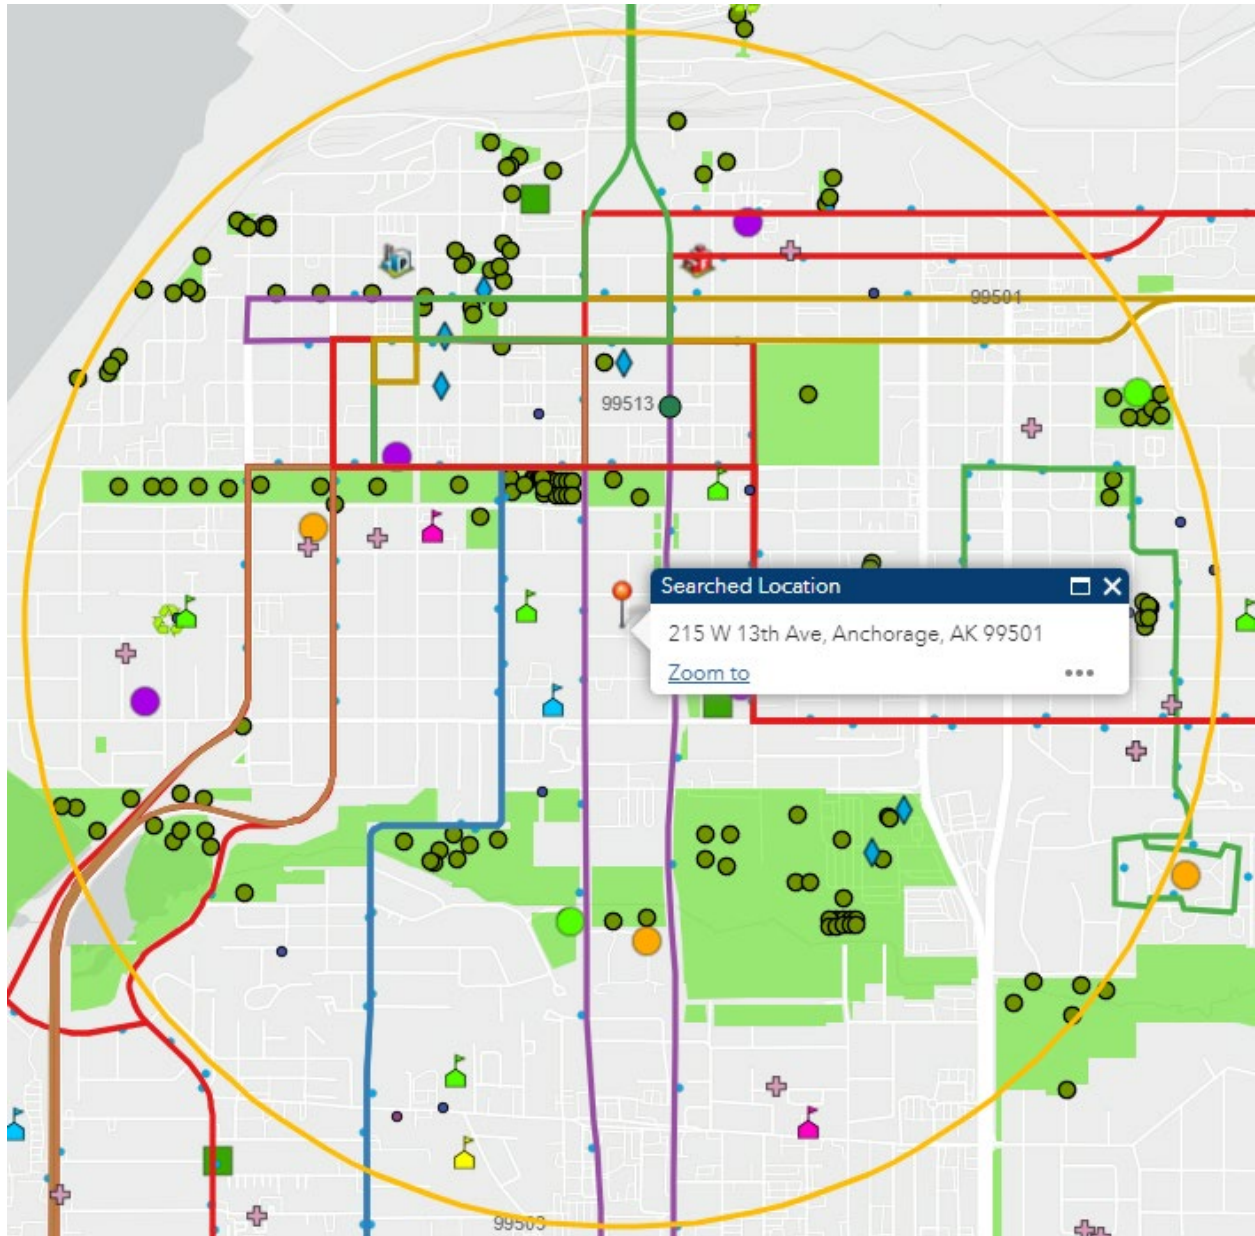 99501
99513
Searched Location
215 W 13th Ave, Anchorage, AK 99501
Zoom to
99503